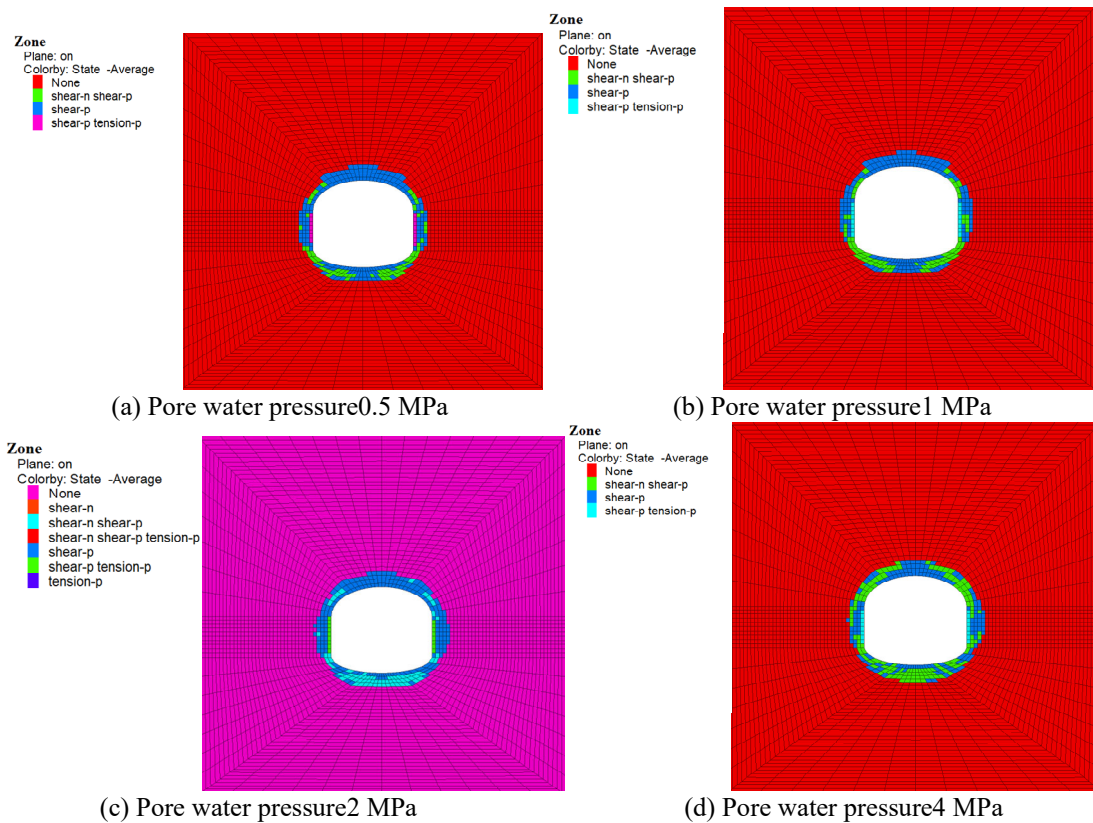 Zone
Plane: on
Colorby: State -Average
None
shear-n shear-p
shear-p
shear-p tension-p
(a) Pore water pressure0.5 MPa
Zone
Plane: on
Colorby: State -Average
None
shear-n shear-p
shear-p
shear-p tension-p
(b) Pore water pressure1 MPa
Zone
Plane: on
Colorby: State -Average
None
shear-n
shear-n shear-p
shear-n shear-p tension-p
shear-p
shear-p tension-p
tension-p
(c) Pore water pressure2 MPa
Zone
Plane: on
Colorby: State -Average
None
shear-n shear-p
shear-p
shear-p tension-p
(d) Pore water pressure4 MPa